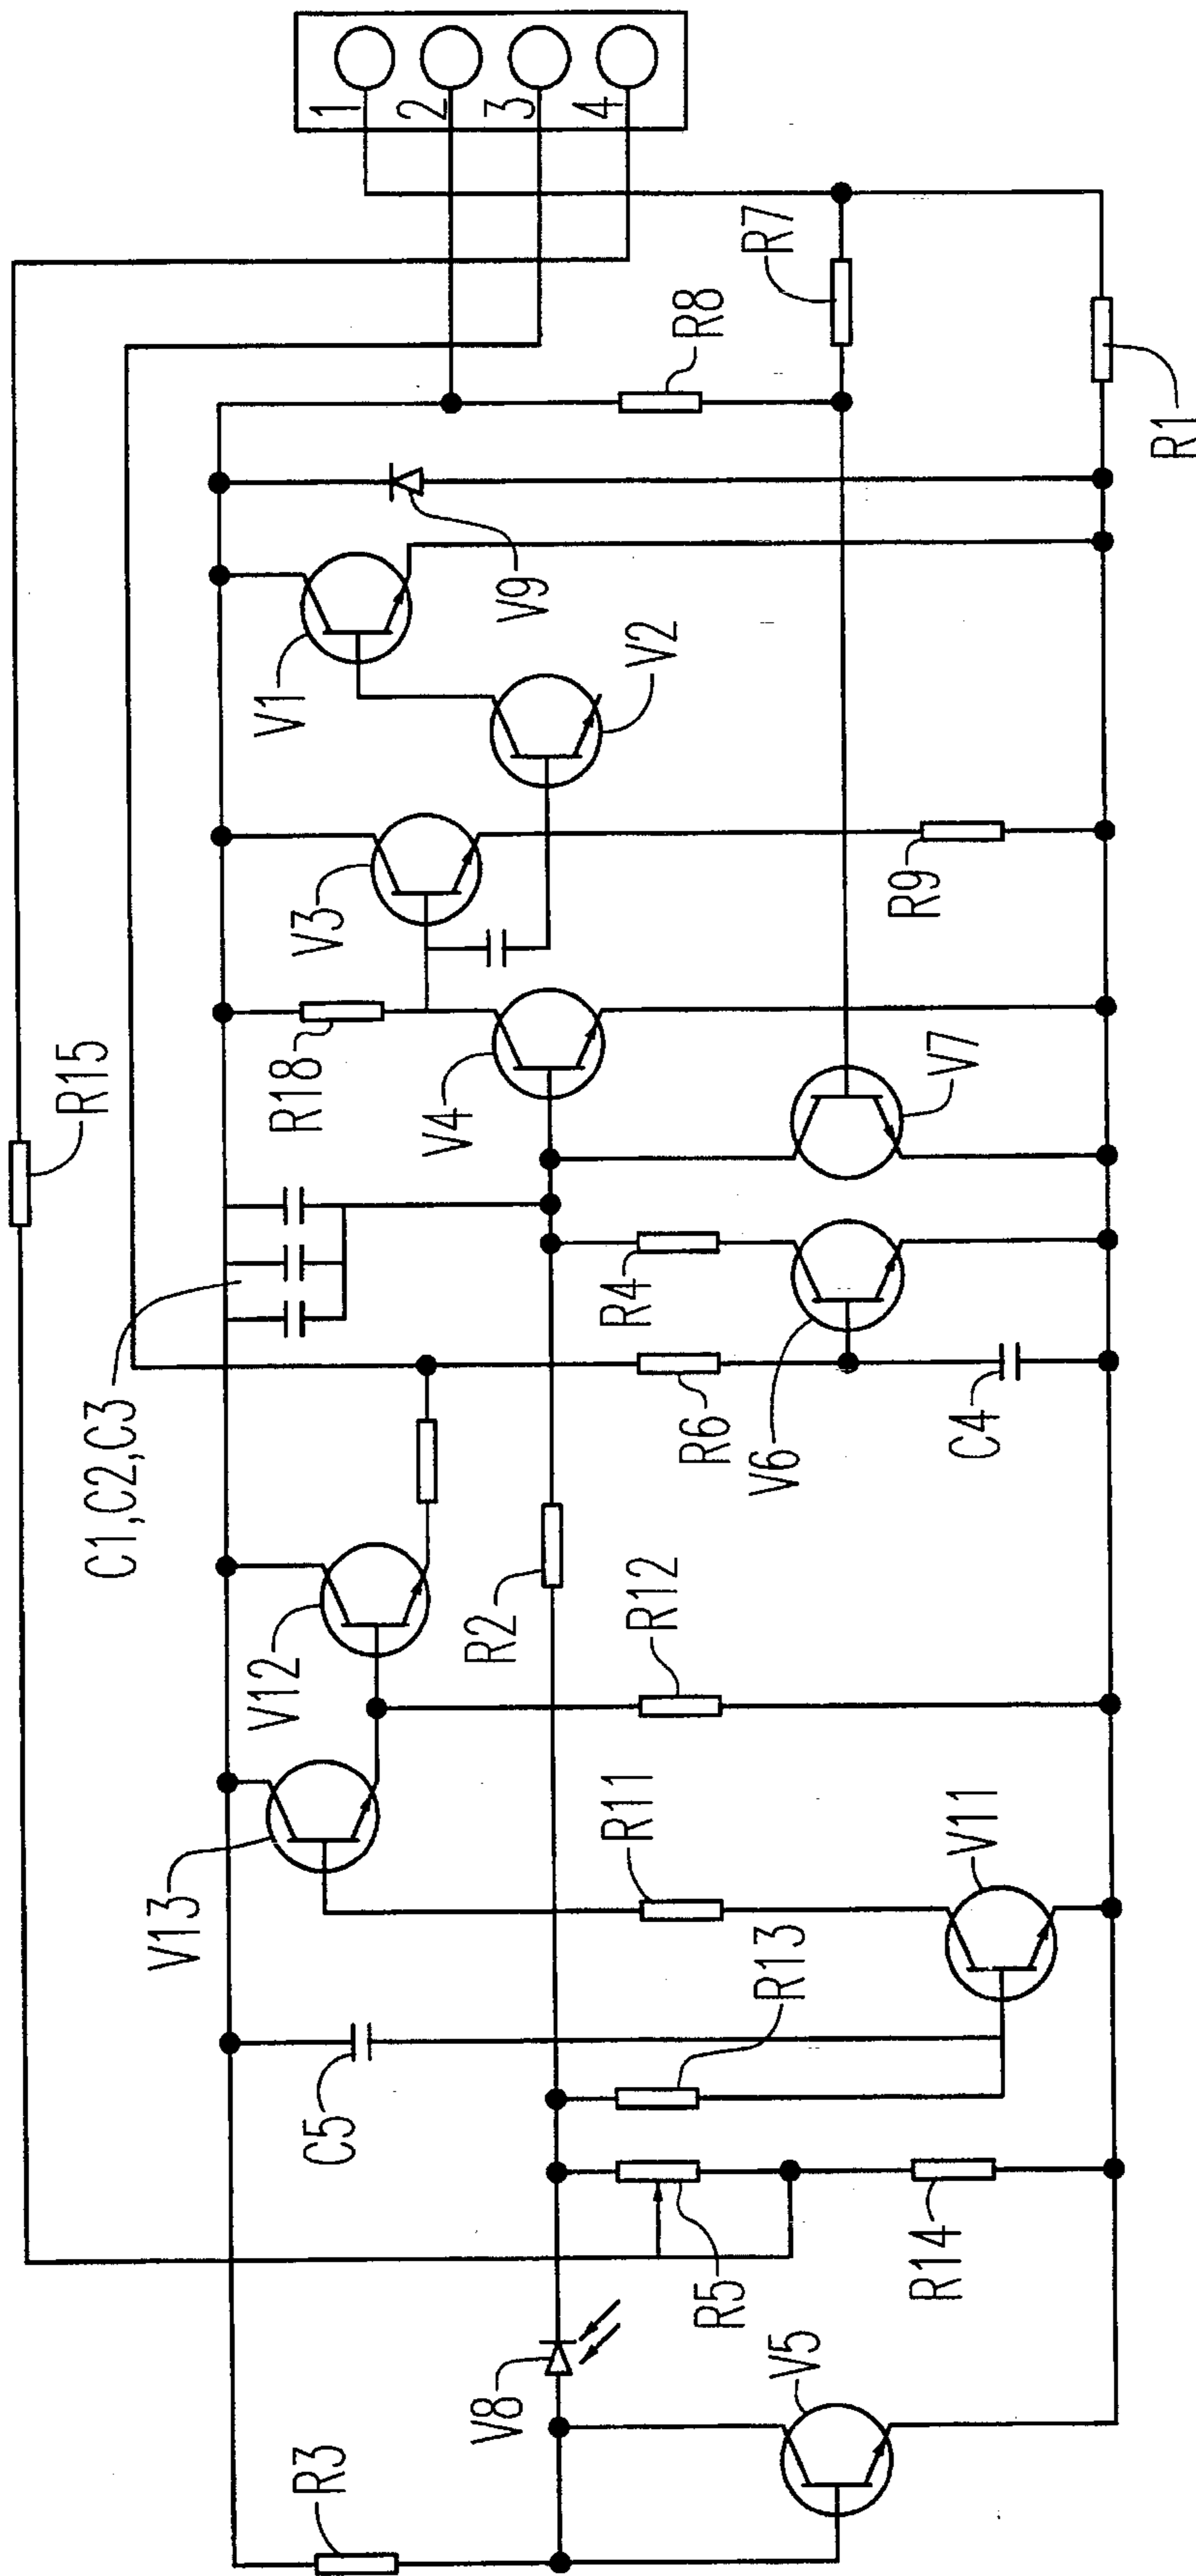 1
2
3
4
R7
R8
R1
V9
V1
V2
V3
R9
R18
V4
V7
R15
R4
C1,C2,C3
R6
V6
C4
V12
R2
R12
V13
R11
V11
R13
C5
R5
R14
V8
V5
R3